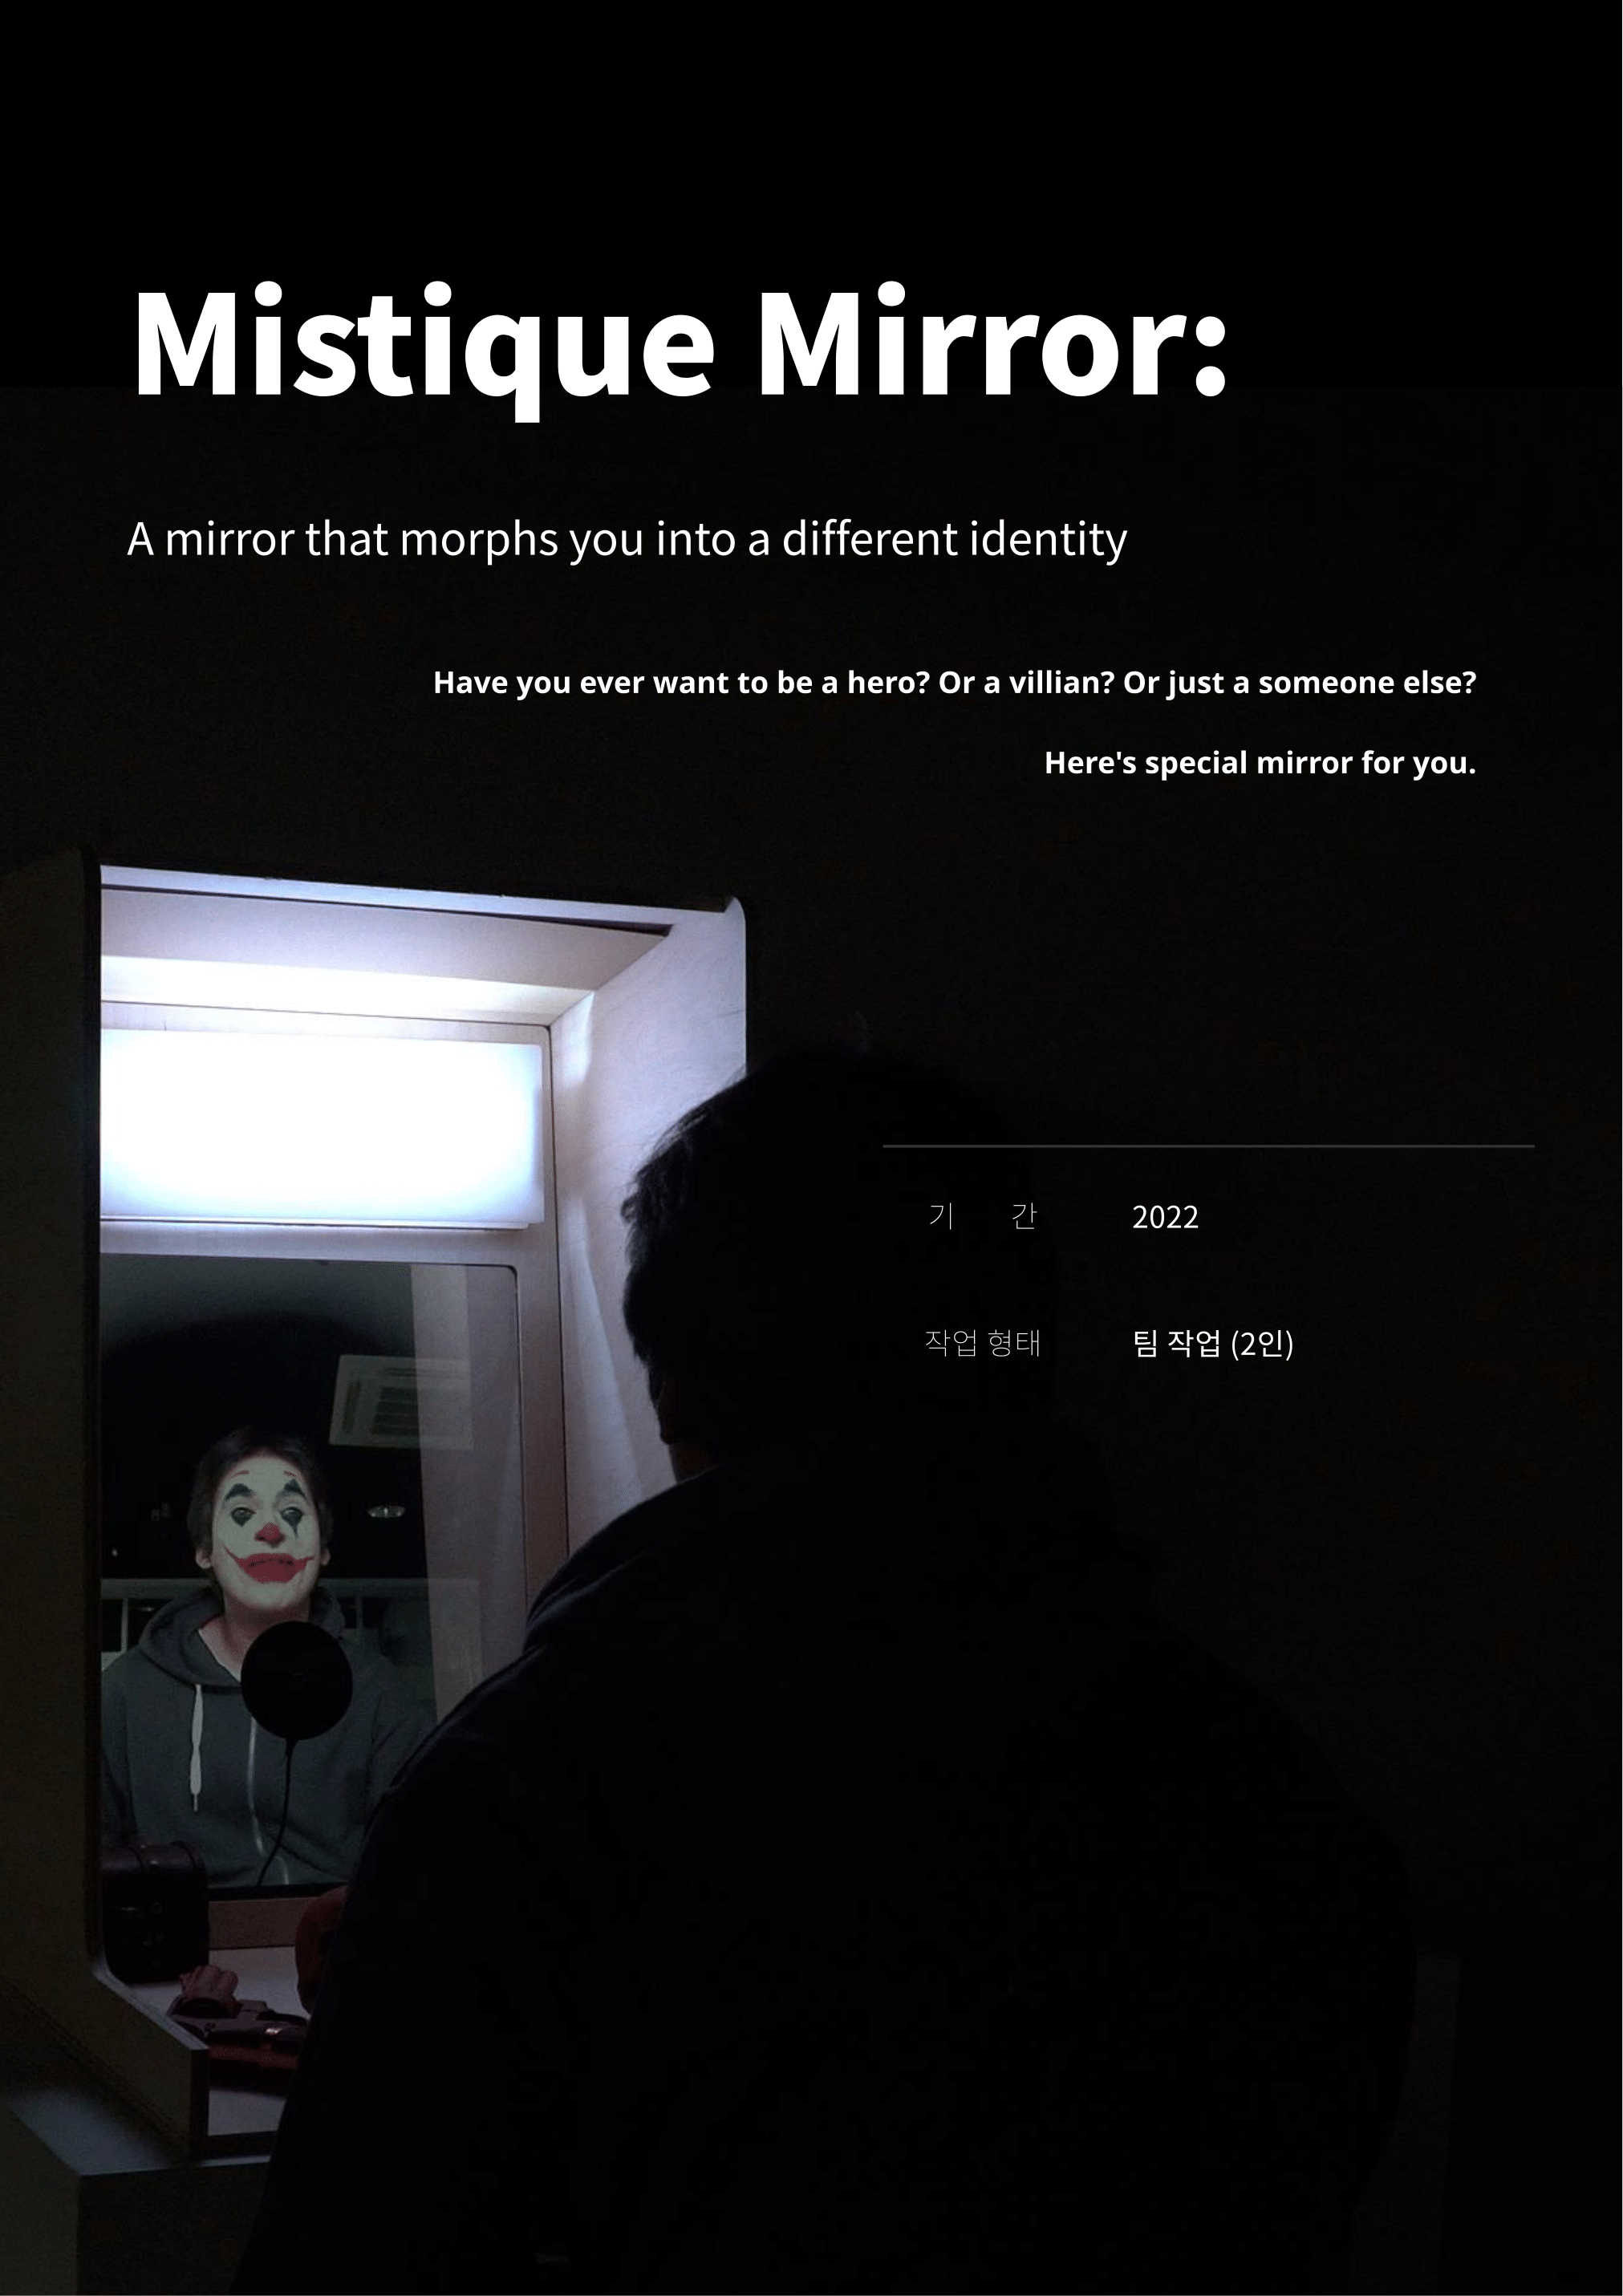 Mistique Mirror:
A mirror that morphs you into a different identity
Have you ever want to be a hero? Or a villian? Or just a someone else?
Here's special mirror for you.
기 간 2022
작업 형태 팀 작업 (2인)